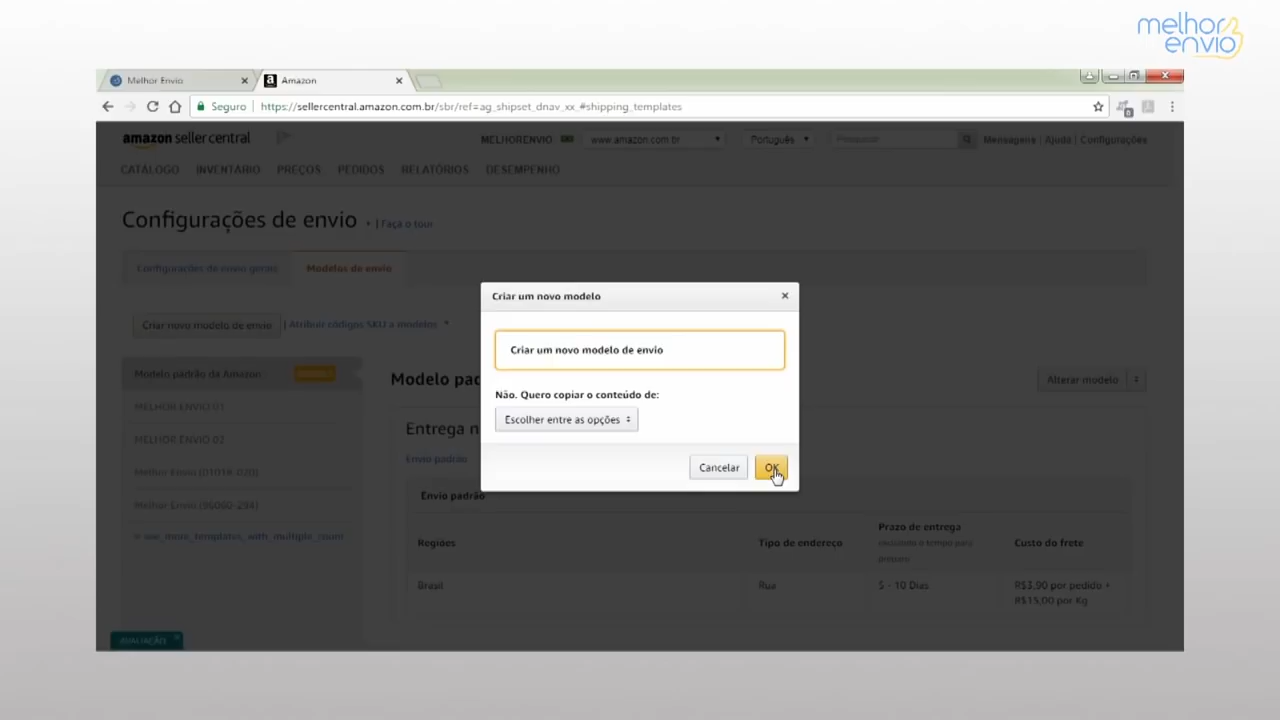 melhor
envio
Melhor Envio
Amazon
Seguro
https://sellercentral.amazon.com.br/sbr/ref=ag_shipset_dnav_xx_#shipping_templates
amazon seller central
MELHORENVIO
www.amazon.com.br
Português
Pesquisar
Mensagens | Ajuda | Configurações
CATÁLOGO INVENTÁRIO PREÇOS PEDIDOS RELATÓRIOS DESEMPENHO
Configurações de envio
| Faça o tour
Configurações de envio gerais
Modelos de envio
Criar novo modelo de envio
| Atribuir códigos SKU a modelos
Criar um novo modelo
Criar um novo modelo de envio
Não. Quero copiar o conteúdo de:
Escolher entre as opções
Cancelar
OK
Modelo padrão da Amazon
MELHOR ENVIO 01
MELHOR ENVIO 02
Modelo pad
Alterar modelo
Entrega n
Envio padrão
Envio padrão
Regiões
Tipo de endereço
Prazo de entrega
Custo do frete
Brasil
Rua
5 - 10 Dias
R$3,90 por pedido +
R$15,00 por Kg
AVALIAÇÃO